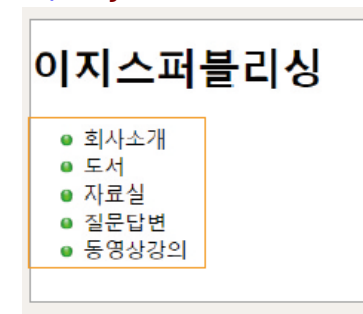 이지스퍼블리싱
회사소개
도서
자료실
질문답변
동영상강의